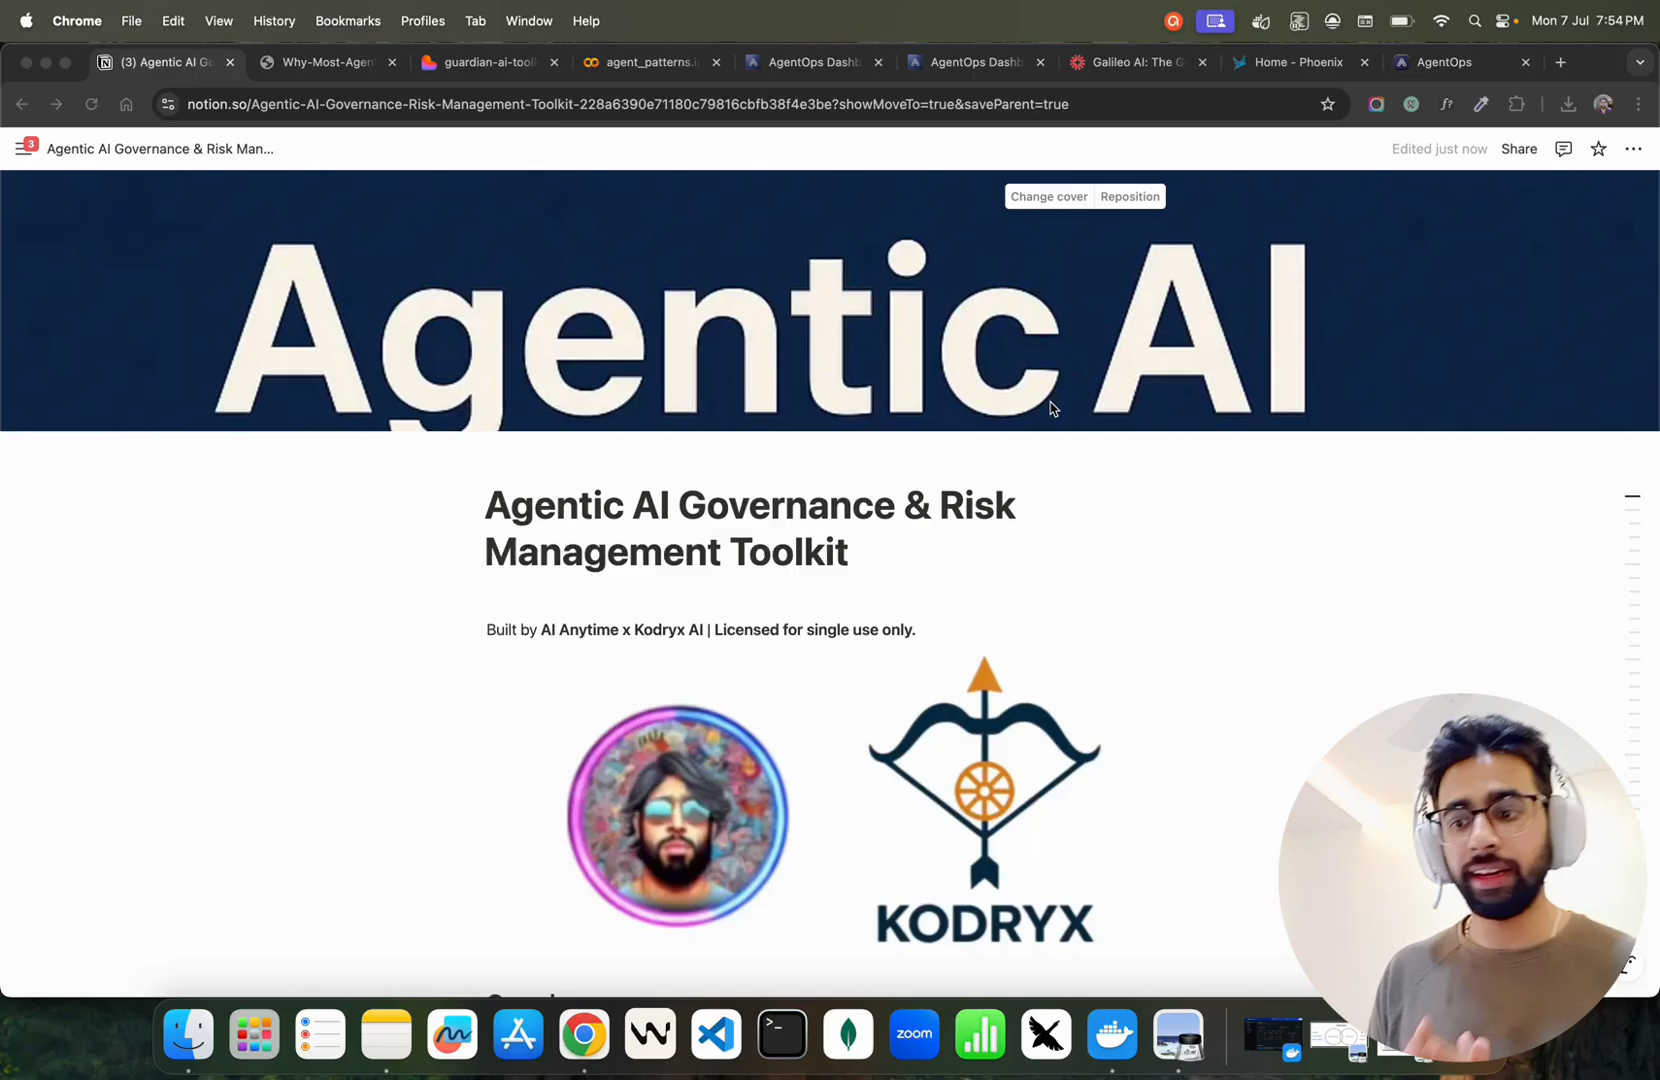 Chrome File Edit View History Bookmarks Profiles Tab Window Help
Mon 7 Jul 7:54 PM
(3) Agentic AI Go
Why-Most-Agen
guardian-ai-tool
agent_patterns.i
AgentOps Dashb
AgentOps Dashb
Galileo AI: The G
Home - Phoenix
AgentOps
notion.so/Agentic-AI-Governance-Risk-Management-Toolkit-228a6390e71180c79816cbfb38f4e3be?showMoveTo=true&saveParent=true
f?
3
Agentic AI Governance & Risk Man...
Edited just now
Share
Change cover Reposition
Agentic AI
Agentic AI Governance & Risk
Management Toolkit
Built by AI Anytime x Kodryx AI | Licensed for single use only.
KODRYX
zoom